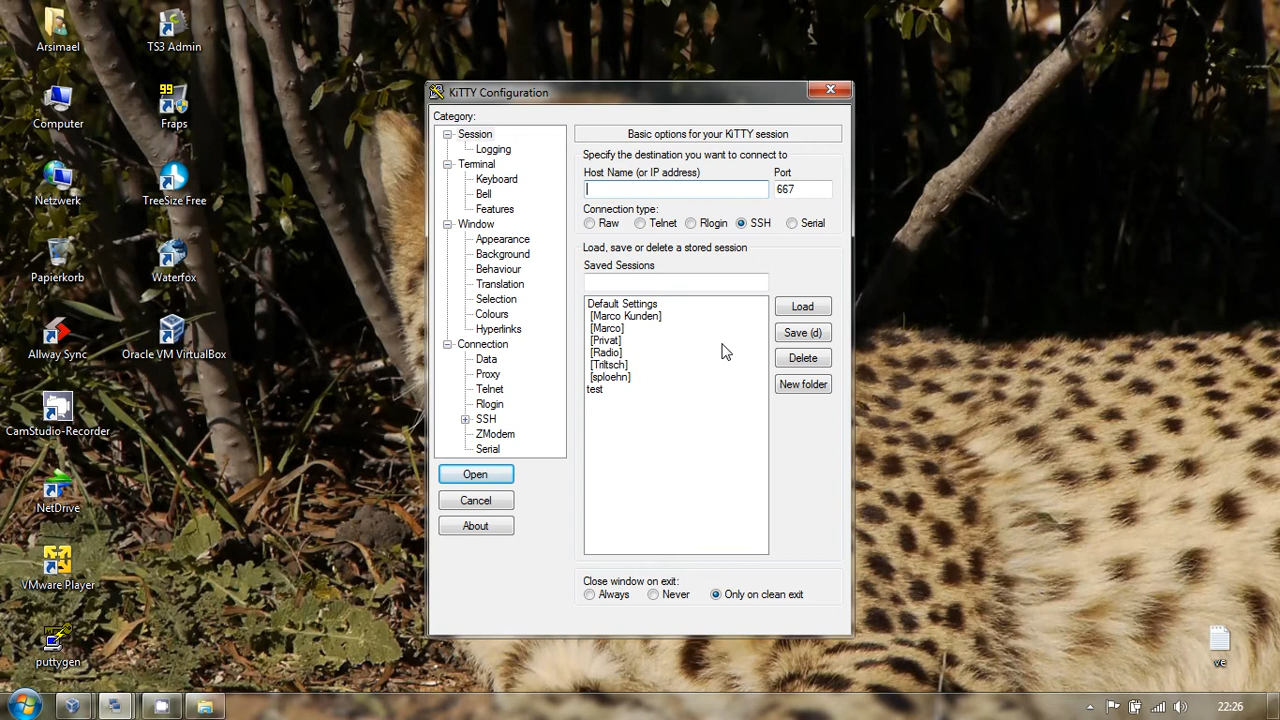 Arsimael
TS3 Admin
Computer
99
Fraps
Netzwerk
TreeSize Free
Papierkorb
Waterfox
Allway Sync
Oracle VM VirtualBox
CamStudio-Recorder
NetDrive
VMware Player
puttygen
KiTTY Configuration
Category:
Session
Logging
Terminal
Keyboard
Bell
Features
Window
Appearance
Background
Behaviour
Translation
Selection
Colours
Hyperlinks
Connection
Data
Proxy
Telnet
Rlogin
SSH
ZModem
Serial
Open
Cancel
About
Basic options for your KiTTY session
Specify the destination you want to connect to
Host Name (or IP address) Port
667
Connection type:
Raw Telnet Rlogin SSH Serial
Load, save or delete a stored session
Saved Sessions
Default Settings
[Marco Kunden]
[Marco]
[Privat]
[Radio]
[Tritsch]
[sploehn]
test
Load
Save (d)
Delete
New folder
Close window on exit:
Always Never Only on clean exit
ve
22:26